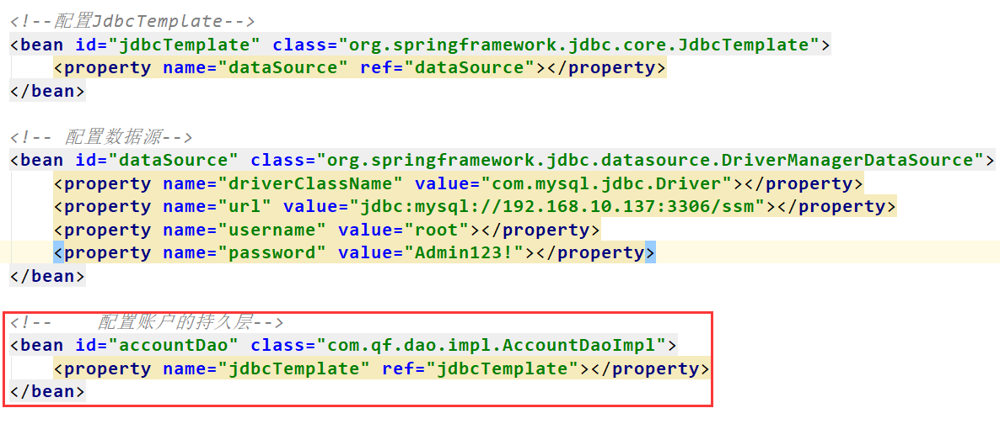 <!--配置JdbcTemplate-->
<bean id="jdbcTemplate" class="org.springframework.jdbc.core.JdbcTemplate">
    <property name="dataSource" ref="dataSource"></property>
</bean>
<!-- 配置数据源-->
<bean id="dataSource" class="org.springframework.jdbc.datasource.DriverManagerDataSource">
    <property name="driverClassName" value="com.mysql.jdbc.Driver"></property>
    <property name="url" value="jdbc:mysql://192.168.10.137:3306/ssm"></property>
    <property name="username" value="root"></property>
    <property name="password" value="Admin123!"></property>
</bean>
<!--    配置账户的持久层-->
<bean id="accountDao" class="com.qf.dao.impl.AccountDaoImpl">
    <property name="jdbcTemplate" ref="jdbcTemplate"></property>
</bean>